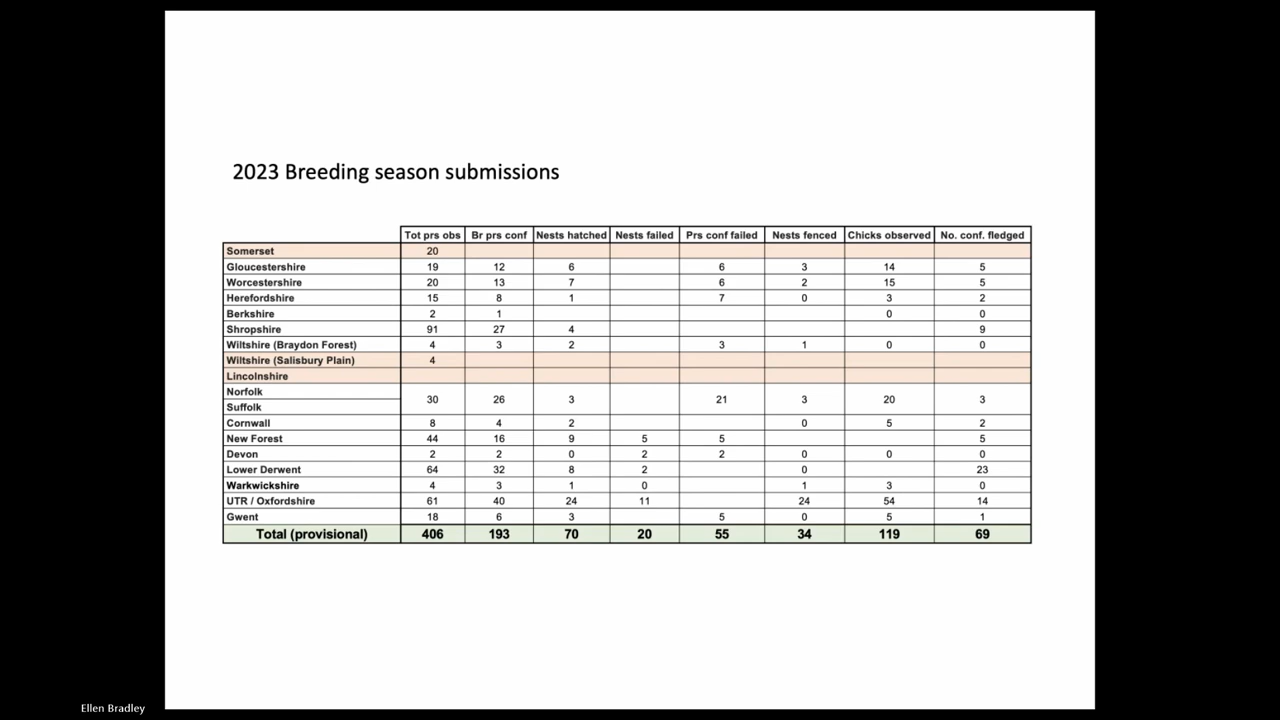 2023 Breeding season submissions
Tot prs obs Br prs conf Nests hatched Nests failed Prs conf failed Nests fenced Chicks observed No. conf. fledged
Somerset 20
Gloucestershire 19 12 6 6 3 14 5
Worcestershire 20 13 7 6 2 15 5
Herefordshire 15 8 1 7 0 3 2
Berkshire 2 1 0 0
Shropshire 91 27 4 9
Wiltshire (Braydon Forest) 4 3 2 3 1 0 0
Wiltshire (Salisbury Plain) 4
Lincolnshire
Norfolk
30 26 3 21 3 20 3
Suffolk
Cornwall 8 4 2 0 5 2
New Forest 44 16 9 5 5 5
Devon 2 2 0 2 2 0 0 0
Lower Derwent 64 32 8 2 0 23
Warkwickshire 4 3 1 0 1 3 0
UTR / Oxfordshire 61 40 24 11 24 54 14
Gwent 18 6 3 5 0 5 1
Total (provisional) 406 193 70 20 55 34 119 69
Ellen Bradley